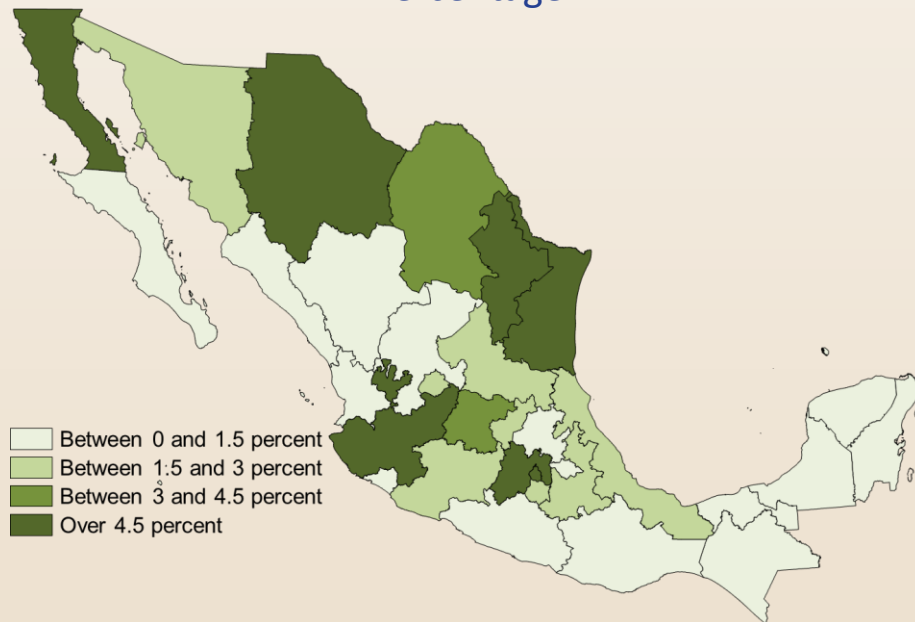 Between 0 and 1.5 percent
Between 1.5 and 3 percent
Between 3 and 4.5 percent
Over 4.5 percent